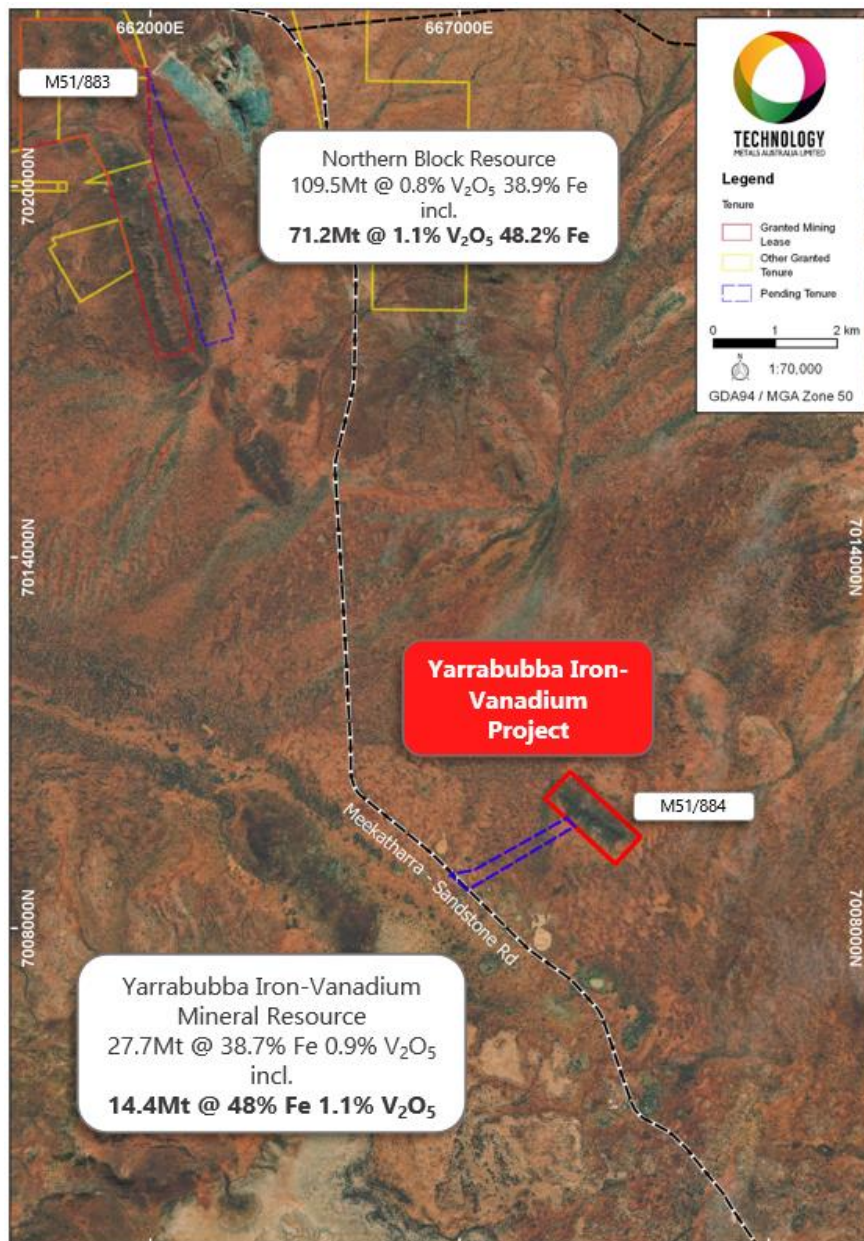 662000E
667000E
M51/883
TECHNOLOGY
METALS AUSTRALIA LIMITED
Legend
Tenure
Granted Mining
Lease
Other Granted
Tenure
Pending Tenure
0 1 2 km
N
1:70,000
GDA94 / MGA Zone 50
7020000N
Northern Block Resource
109.5Mt @ 0.8% V₂O₅ 38.9% Fe
incl.
71.2Mt @ 1.1% V₂O₅ 48.2% Fe
7014000N
7014000N
Yarrabubba Iron-
Vanadium
Project
M51/884
Meekatharra - Sandstone Rd
7008000N
7008000N
Yarrabubba Iron-Vanadium
Mineral Resource
27.7Mt @ 38.7% Fe 0.9% V₂O₅
incl.
14.4Mt @ 48% Fe 1.1% V₂O₅